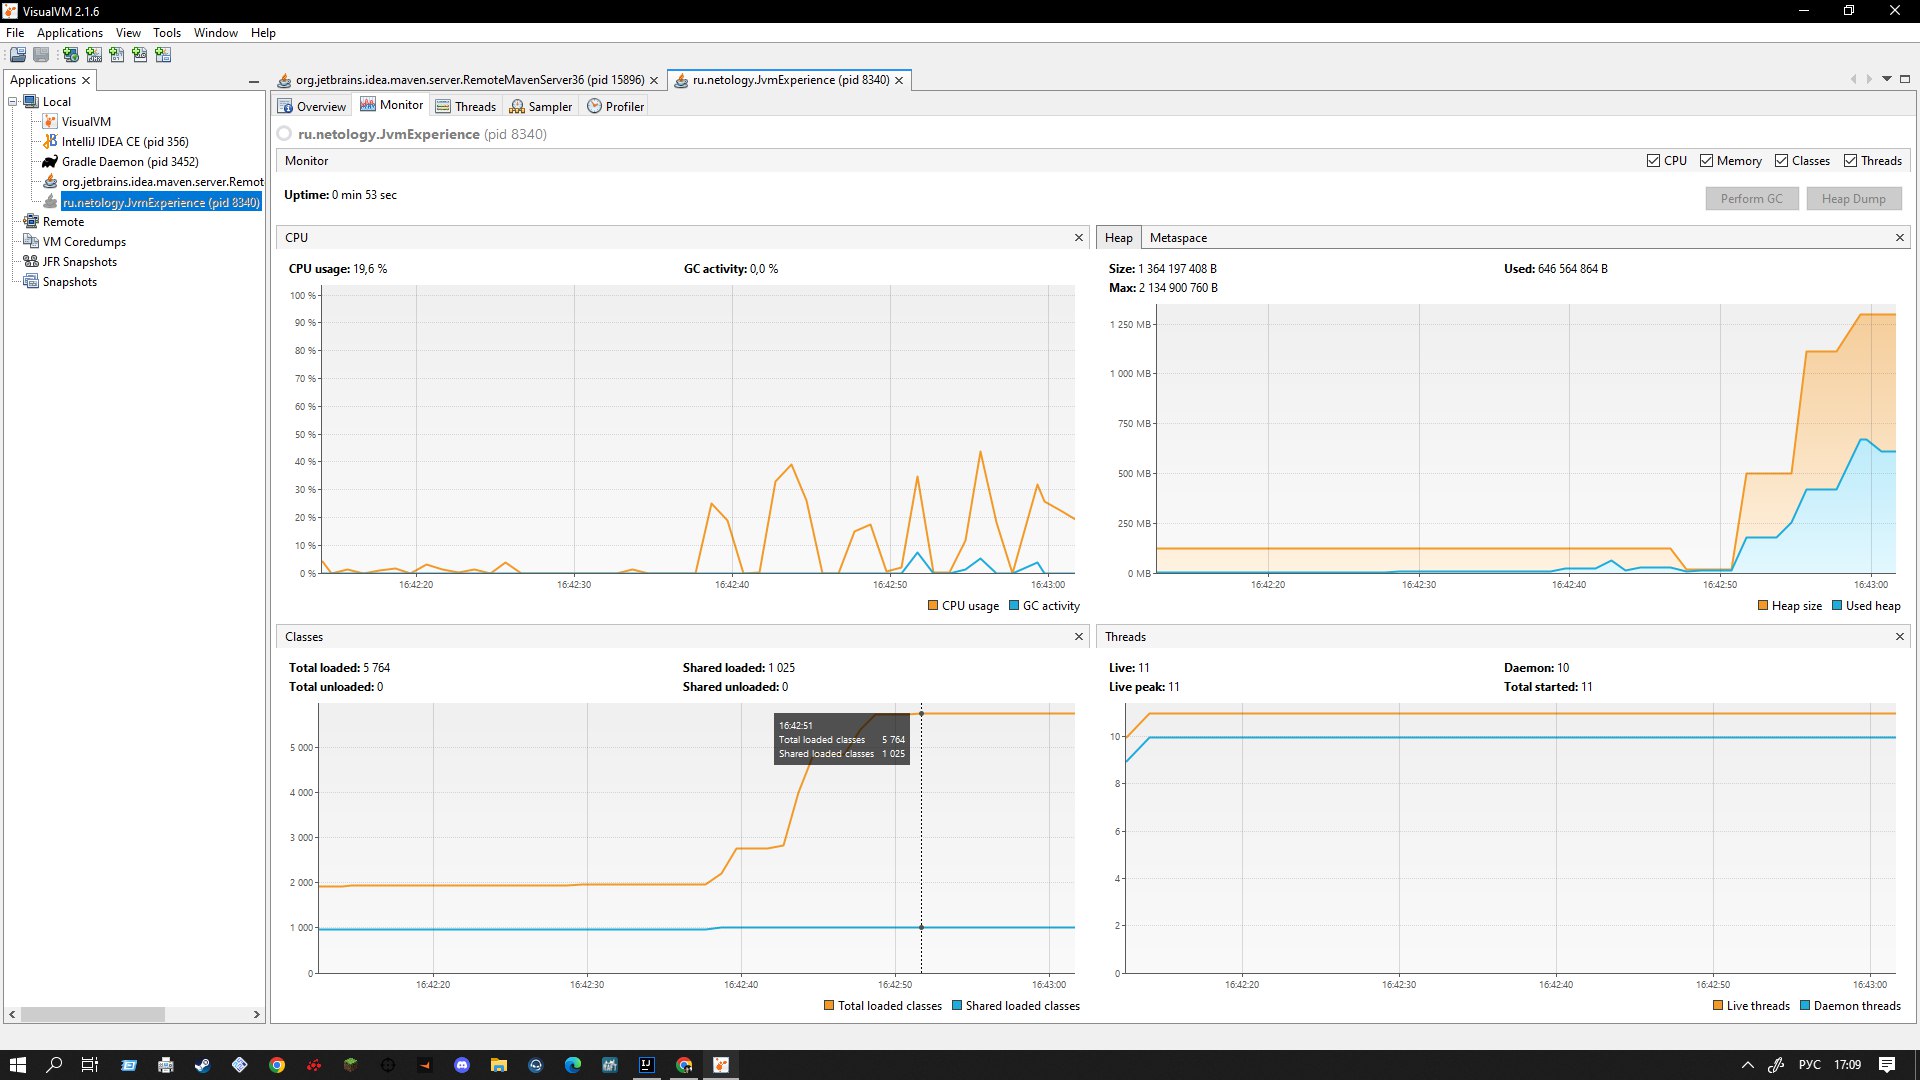 VisualVM 2.1.6
File Applications View Tools Window Help
Applications
Local
VisualVM
IntelliJ IDEA CE (pid 356)
Gradle Daemon (pid 3452)
org.jetbrains.idea.maven.server.Remot
ru.netology.JvmExperience (pid 8340)
Remote
VM Coredumps
JFR Snapshots
Snapshots
org.jetbrains.idea.maven.server.RemoteMavenServer36 (pid 15896) ru.netology.JvmExperience (pid 8340)
Overview Monitor Threads Sampler Profiler
ru.netology.JvmExperience (pid 8340)
Monitor CPU Memory Classes Threads
Uptime: 0 min 53 sec Perform GC Heap Dump
CPU
CPU usage: 19,6 % GC activity: 0,0 %
100 %
90 %
80 %
70 %
60 %
50 %
40 %
30 %
20 %
10 %
0 %
16:42:20 16:42:30 16:42:40 16:42:50 16:43:00
CPU usage GC activity
Heap Metaspace
Size: 1 364 197 408 B Used: 646 564 864 B
Max: 2 134 900 760 B
1 250 MB
1 000 MB
750 MB
500 MB
250 MB
0 MB
16:42:20 16:42:30 16:42:40 16:42:50 16:43:00
Heap size Used heap
Classes
Total loaded: 5 764 Shared loaded: 1 025
Total unloaded: 0 Shared unloaded: 0
16:42:51
Total loaded classes 5 764
Shared loaded classes 1 025
5 000
4 000
3 000
2 000
1 000
0
16:42:20 16:42:30 16:42:40 16:42:50 16:43:00
Total loaded classes Shared loaded classes
Threads
Live: 11 Daemon: 10
Live peak: 11 Total started: 11
10
8
6
4
2
0
16:42:20 16:42:30 16:42:40 16:42:50 16:43:00
Live threads Daemon threads
РУС 17:09